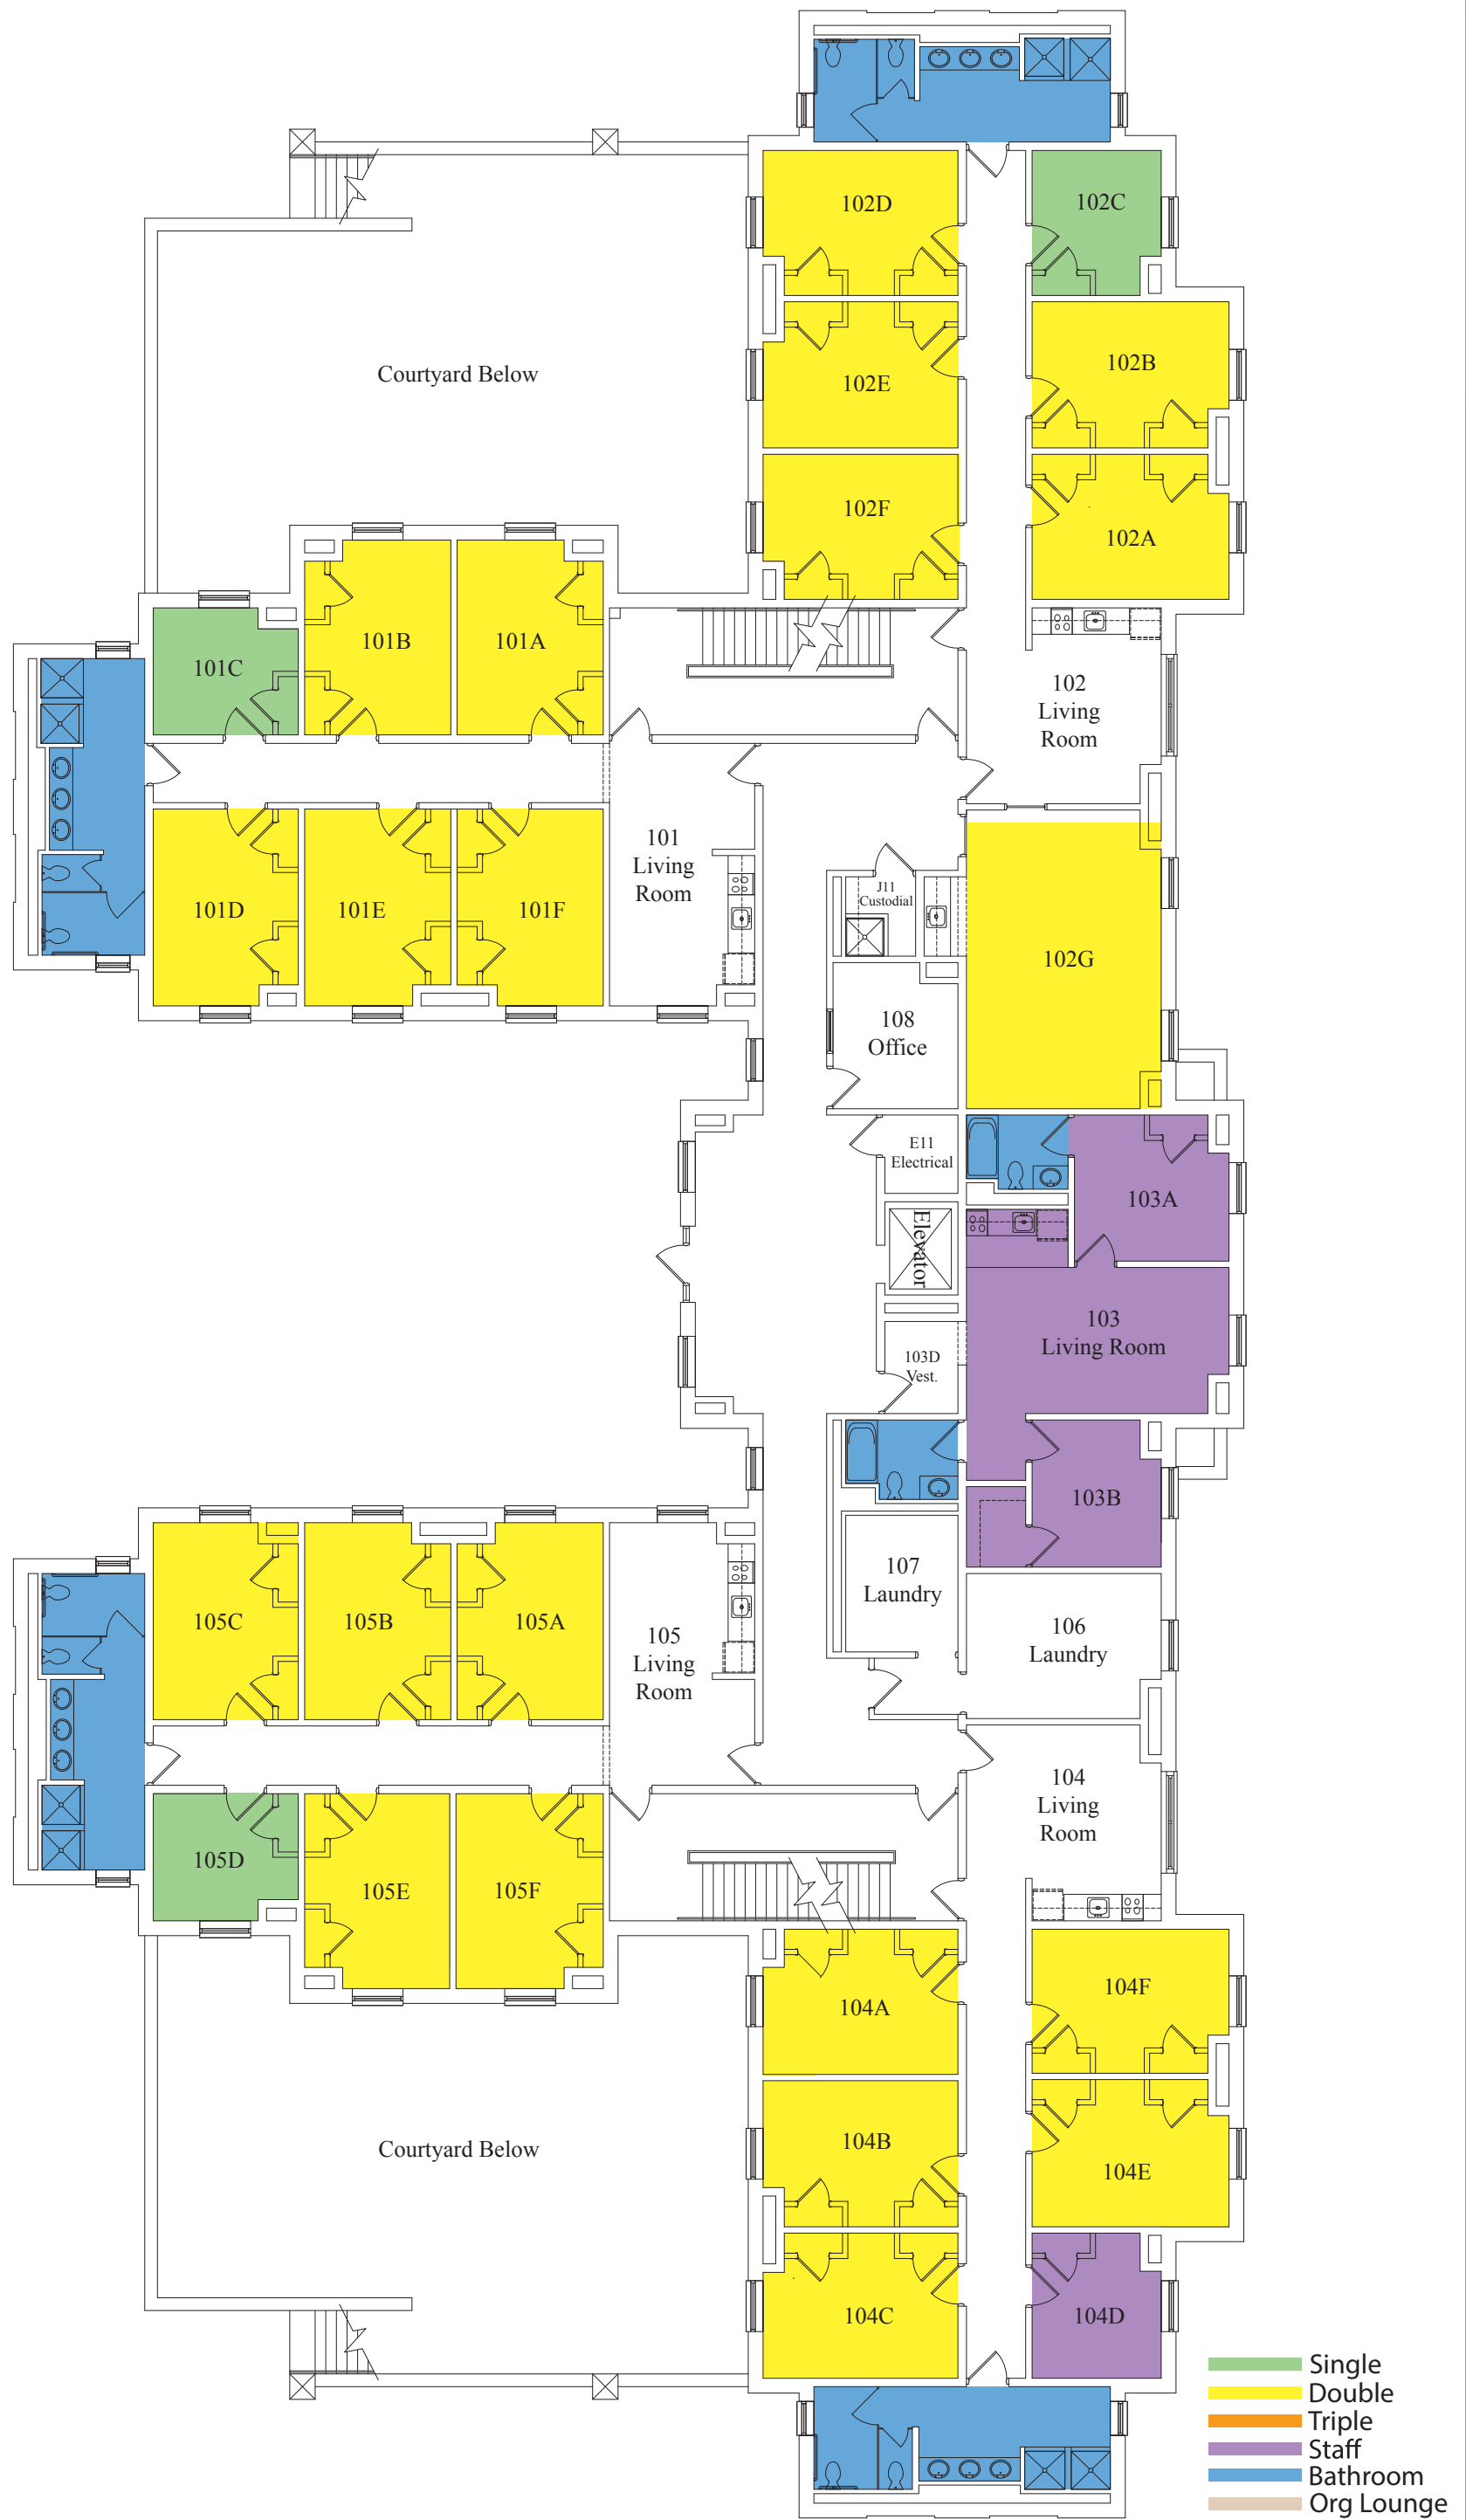 102D
102C
102B
Courtyard Below
102E
102F
102A
101B
101A
101C
102
Living
Room
101
Living
Room
J11
Custodial
101D
101E
101F
102G
108
Office
E11
Electrical
103A
Elevator
103
Living Room
103D
Vest.
103B
107
Laundry
105C
105B
105A
105
Living
Room
106
Laundry
104
Living
Room
105D
105E
105F
104F
104A
104B
Courtyard Below
104E
104C
104D
Single
Double
Triple
Staff
Bathroom
Org Lounge